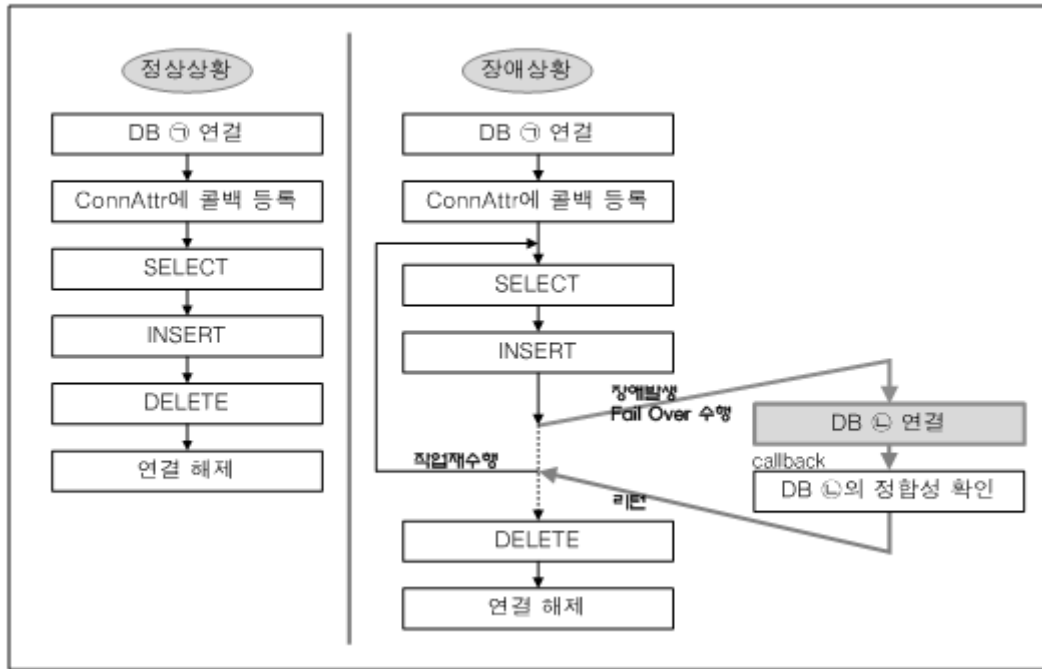 정상상황
DB ㉠ 연결
ConnAttr에 콜백 등록
SELECT
INSERT
DELETE
연결 해제
장애상황
DB ㉠ 연결
ConnAttr에 콜백 등록
SELECT
INSERT
장애발생
Fail Over 수행
DB ㉡ 연결
callback
DB ㉡의 정합성 확인
직업재수행
리턴
DELETE
연결 해제